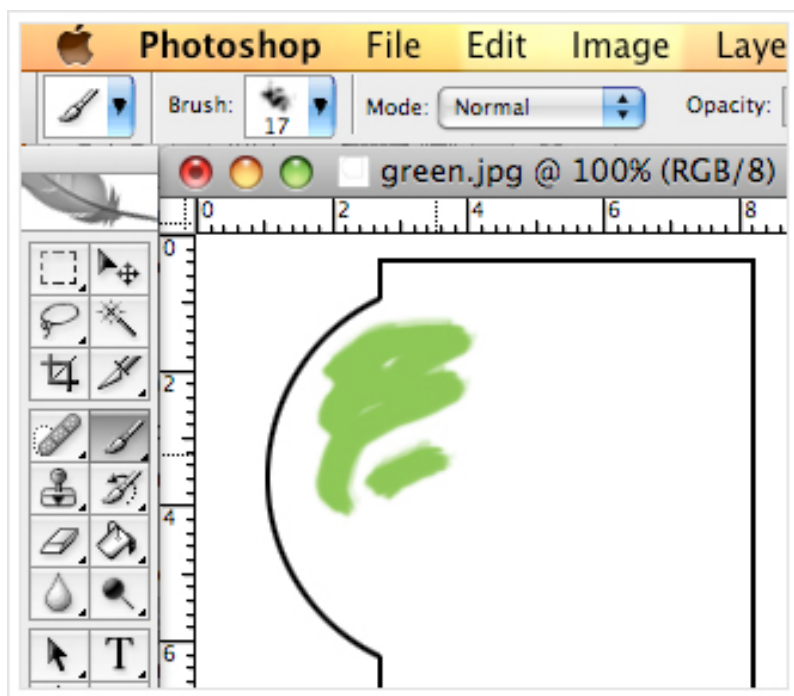 Photoshop File Edit Image Laye
Brush: 17 Mode: Normal Opacity:
green.jpg @ 100% (RGB/8)
0 2 4 6 8
0
2
4
T
6